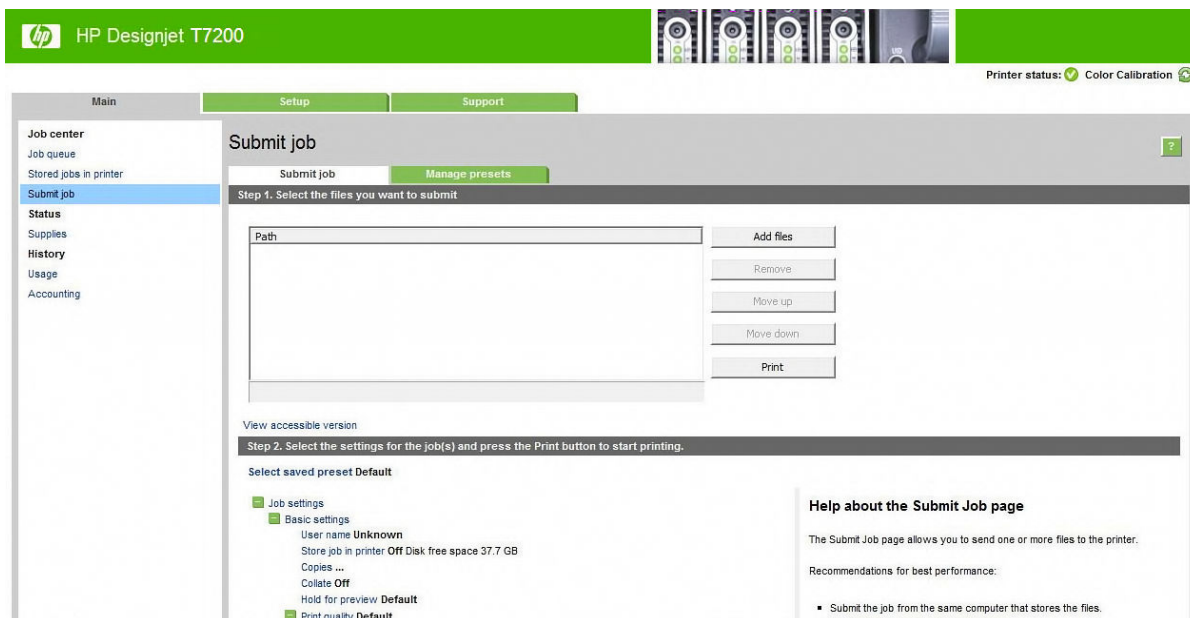 hp HP Designjet T7200
Printer status: Color Calibration
Main Setup Support
Job center
Job queue
Stored jobs in printer
Submit job
Status
Supplies
History
Usage
Accounting
Submit job
?
Submit job Manage presets
Step 1. Select the files you want to submit
Path
Add files
Remove
Move up
Move down
Print
View accessible version
Step 2. Select the settings for the job(s) and press the Print button to start printing.
Select saved preset Default
Job settings
Basic settings
User name Unknown
Store job in printer Off Disk free space 37.7 GB
Copies ...
Collate Off
Hold for preview Default
Print quality Default
Help about the Submit Job page
The Submit Job page allows you to send one or more files to the printer.
Recommendations for best performance:
▪ Submit the job from the same computer that stores the files.